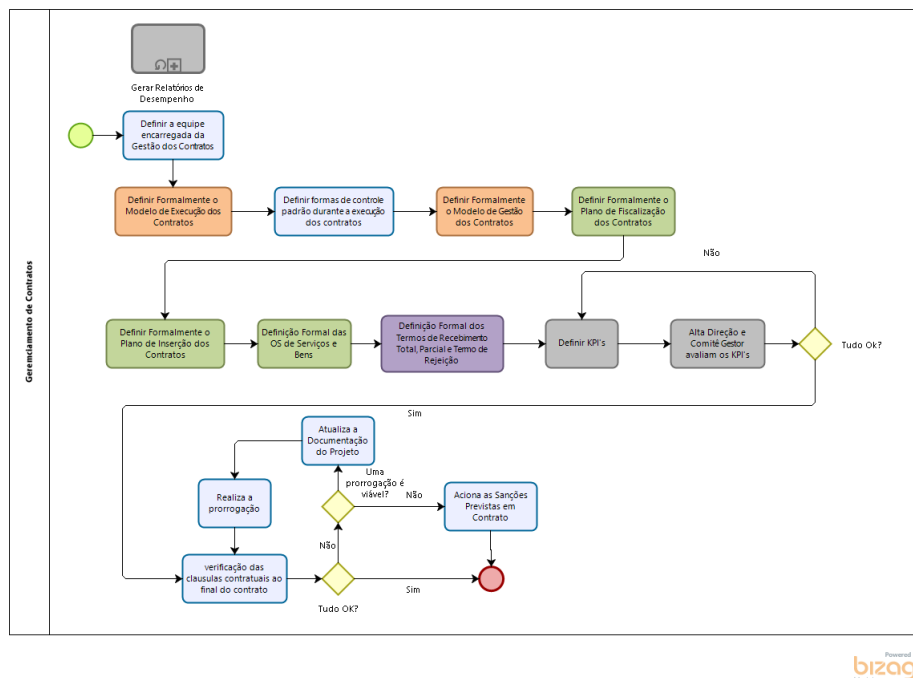 Gerenciamento de Contratos
Gerar Relatórios de
Desempenho
Definir a equipe
encarregada da
Gestão dos Contratos
Definir Formalmente o
Modelo de Execução dos
Contratos
Definir formas de controle
padrão durante a execução
dos contratos
Definir Formalmente
o Modelo de Gestão
dos Contratos
Definir Formalmente o
Plano de Fiscalização
dos Contratos
Não
Definir Formalmente o
Plano de Inserção dos
Contratos
Definição Formal das
OS de Serviços e
Bens
Definição Formal dos
Termos de Recebimento
Total, Parcial e Termo de
Rejeição
Definir KPI's
Alta Direção e
Comitê Gestor
avaliam os KPI's
Tudo Ok?
Sim
Atualiza a
Documentação
do Projeto
Uma
prorrogação é
viável?
Realiza a
prorrogação
Não
Aciona as Sanções
Previstas em
Contrato
Não
verificação das
clausulas contratuais ao
final do contrato
Sim
Tudo OK?
Powered
bizag